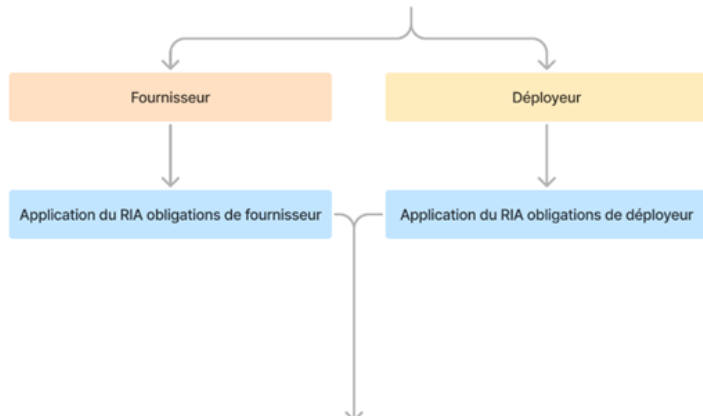 Fournisseur
Déployeur
Application du RIA obligations de fournisseur
Application du RIA obligations de déployeur